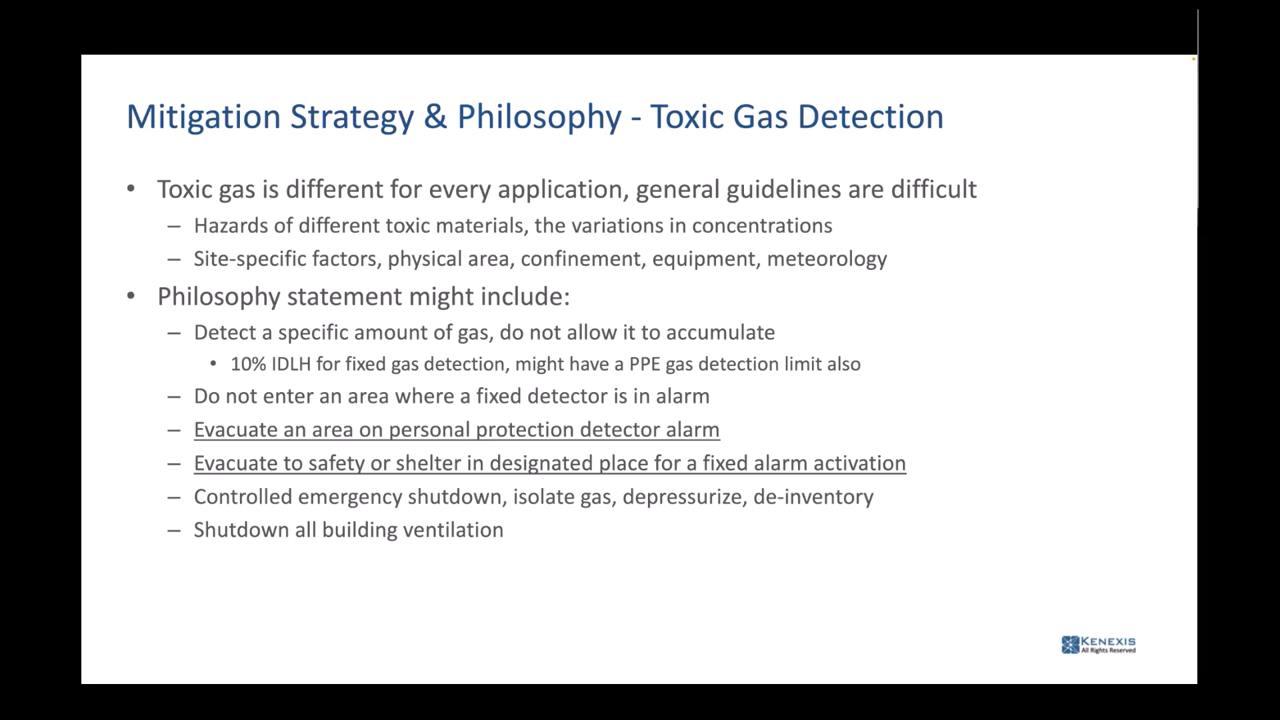 Mitigation Strategy & Philosophy - Toxic Gas Detection
• Toxic gas is different for every application, general guidelines are difficult
– Hazards of different toxic materials, the variations in concentrations
– Site-specific factors, physical area, confinement, equipment, meteorology
• Philosophy statement might include:
– Detect a specific amount of gas, do not allow it to accumulate
• 10% IDLH for fixed gas detection, might have a PPE gas detection limit also
– Do not enter an area where a fixed detector is in alarm
– Evacuate an area on personal protection detector alarm
– Evacuate to safety or shelter in designated place for a fixed alarm activation
– Controlled emergency shutdown, isolate gas, depressurize, de-inventory
– Shutdown all building ventilation
KENEXIS
All Rights Reserved